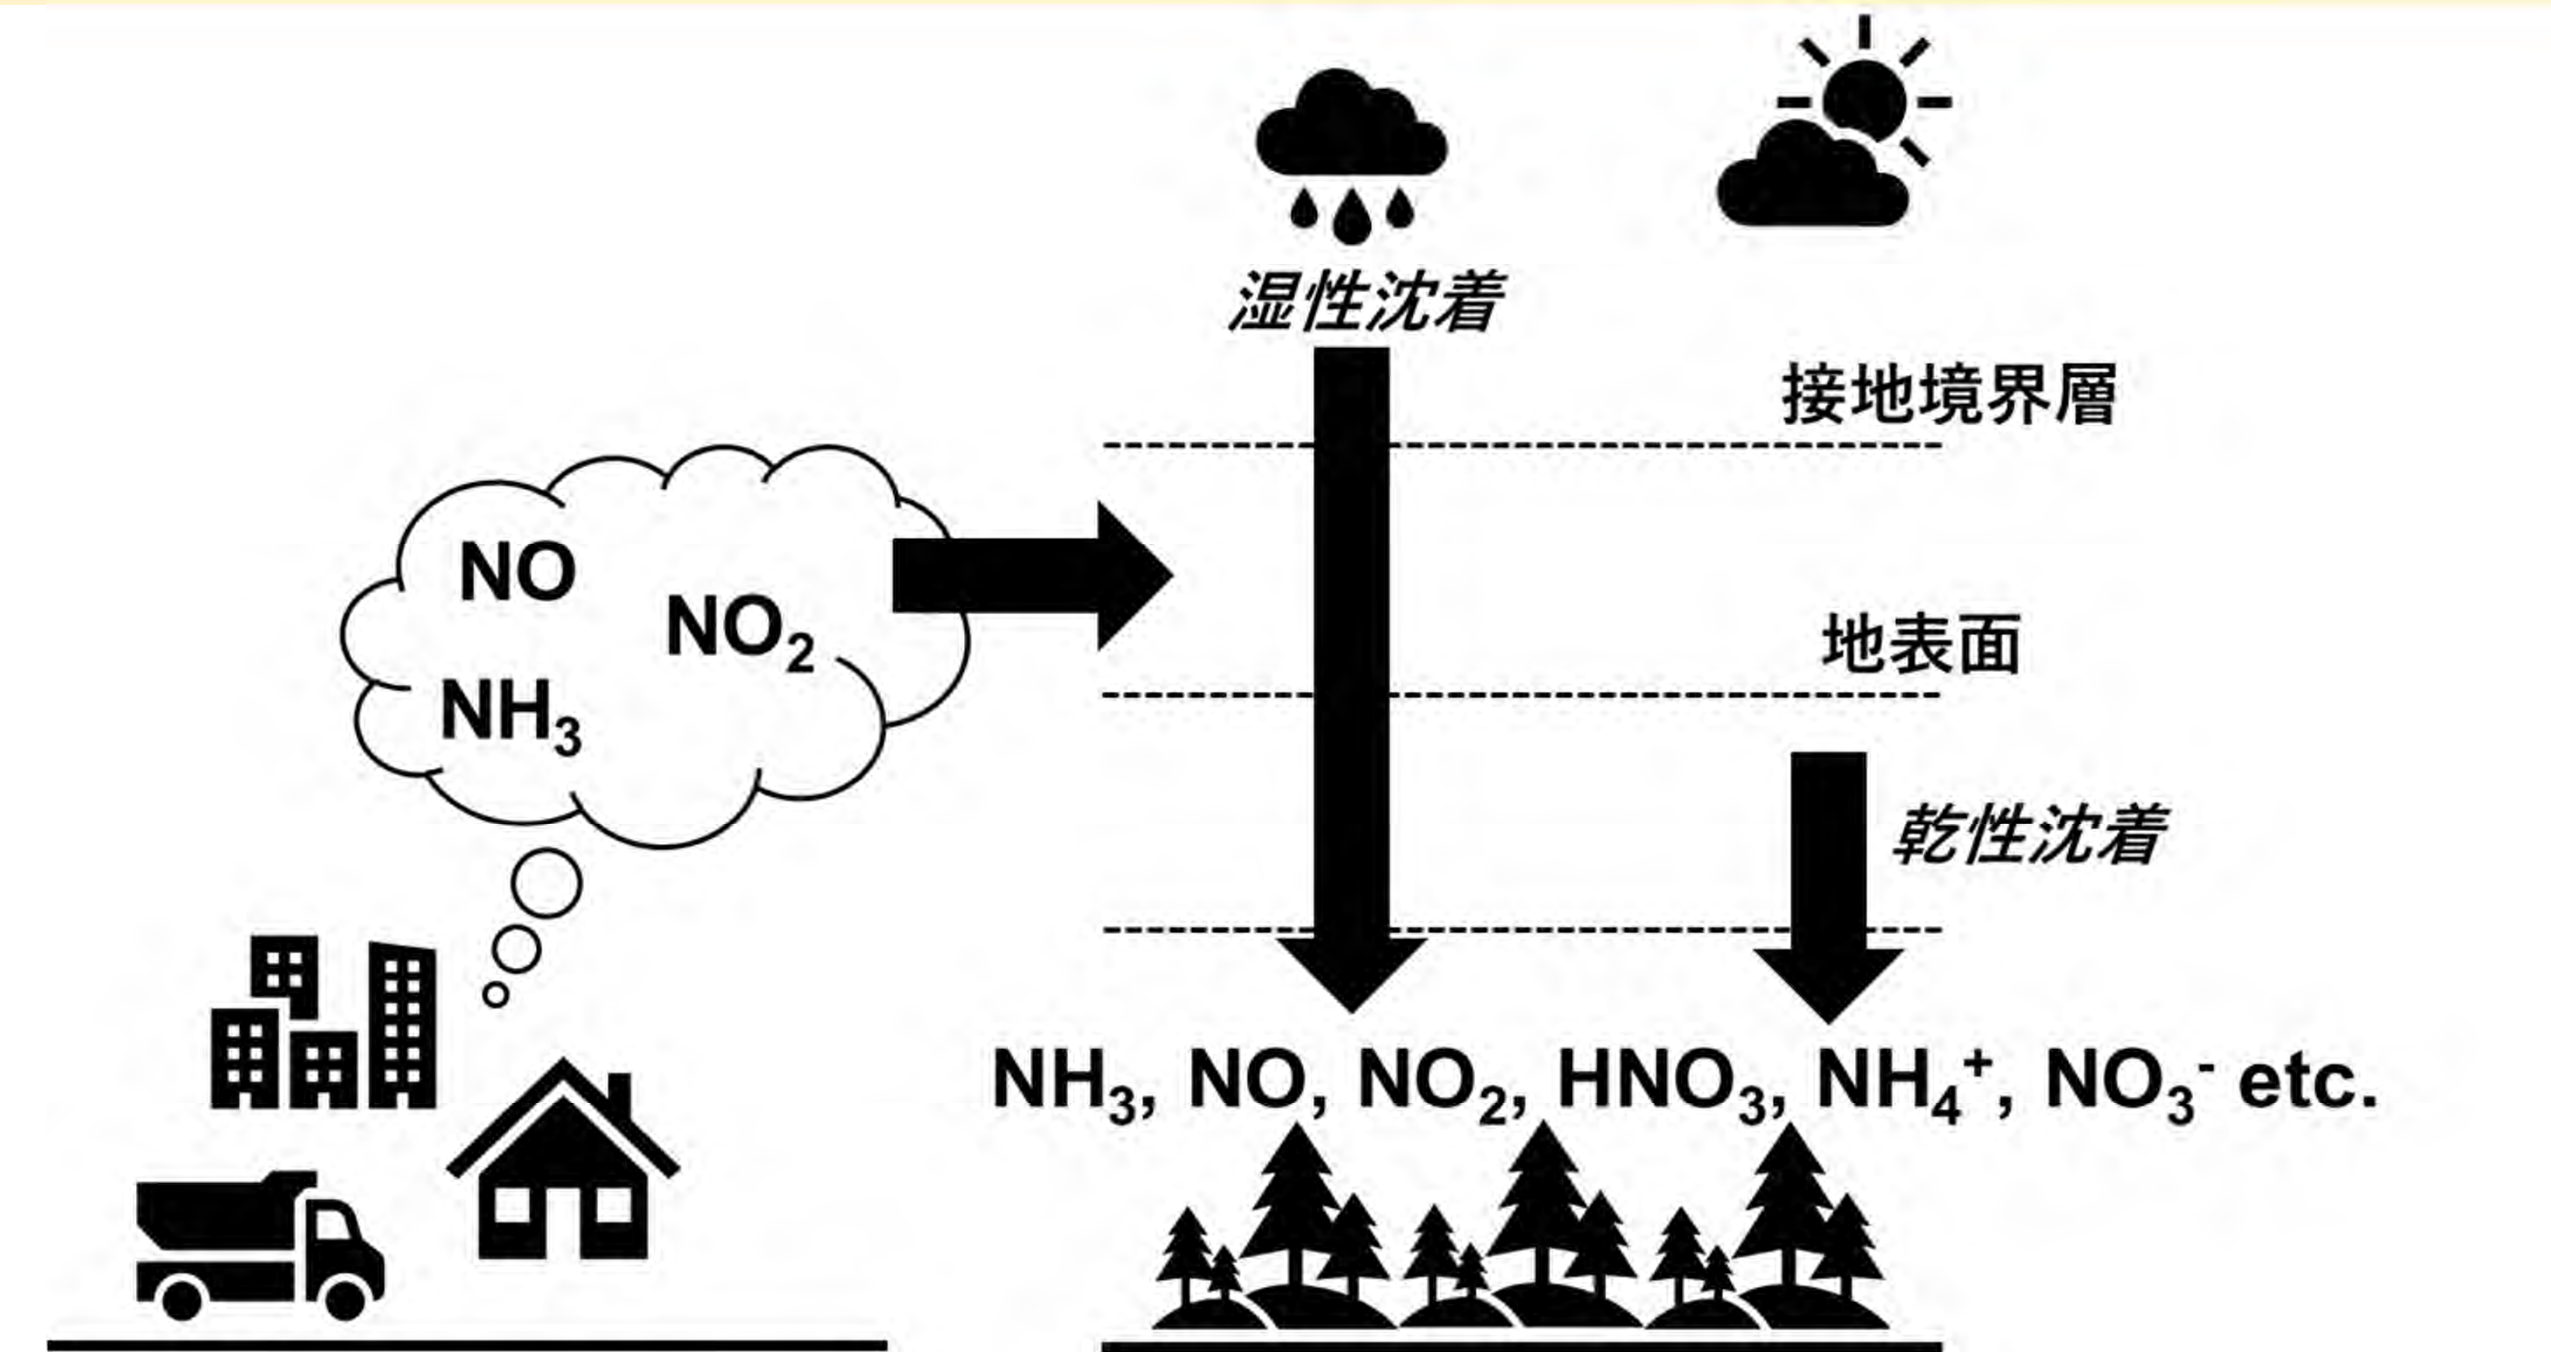 湿性沈着
接地境界層
NO
NO₂
NH₃
地表面
乾性沈着
NH₃, NO, NO₂, HNO₃, NH₄⁺, NO₃⁻ etc.